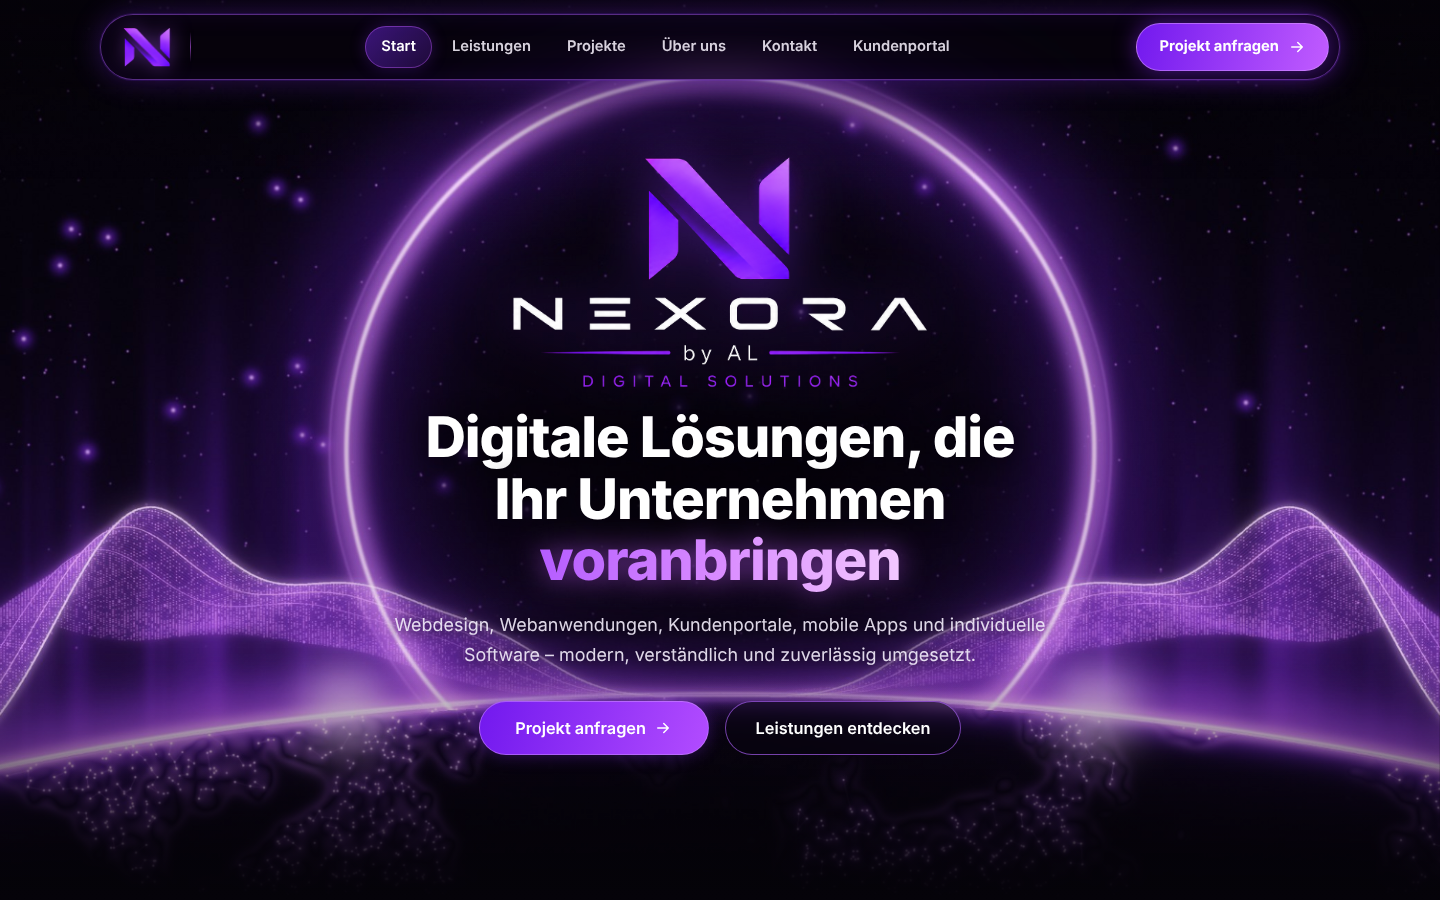 Start Leistungen Projekte Über uns Kontakt Kundenportal Projekt anfragen →
NEXORA
by AL
DIGITAL SOLUTIONS
Digitale Lösungen, die
Ihr Unternehmen
voranbringen
Webdesign, Webanwendungen, Kundenportale, mobile Apps und individuelle
Software – modern, verständlich und zuverlässig umgesetzt.
Projekt anfragen → Leistungen entdecken